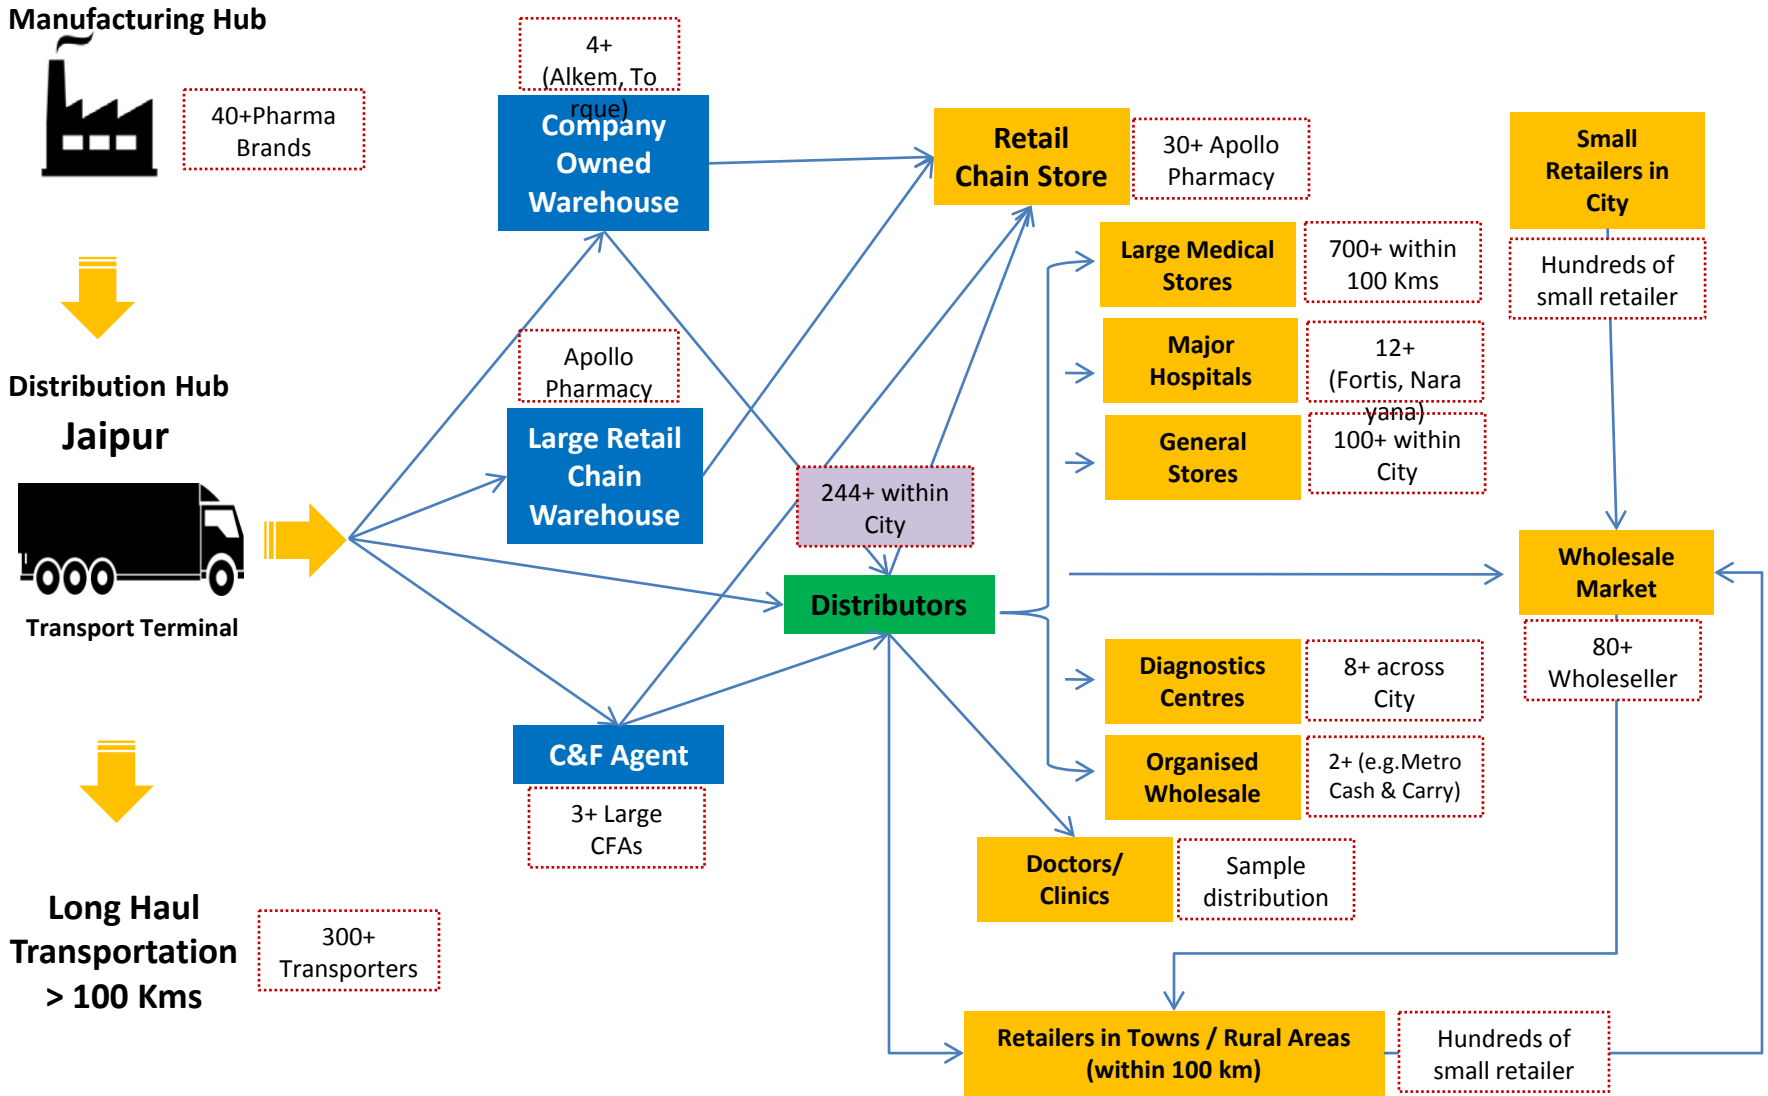 Manufacturing Hub
40+Pharma
Brands
Distribution Hub
Jaipur
Transport Terminal
Long Haul
Transportation
> 100 Kms
300+
Transporters
4+
(Alkem, To
rque)
Company
Owned
Warehouse
Apollo
Pharmacy
Large Retail
Chain
Warehouse
C&F Agent
3+ Large
CFAs
244+ within
City
Distributors
Retail
Chain Store
30+ Apollo
Pharmacy
Large Medical
Stores
700+ within
100 Kms
Major
Hospitals
12+
(Fortis, Nara
yana)
General
Stores
100+ within
City
Diagnostics
Centres
8+ across
City
Organised
Wholesale
2+ (e.g.Metro
Cash & Carry)
Doctors/
Clinics
Sample
distribution
Small
Retailers in
City
Hundreds of
small retailer
Wholesale
Market
80+
Wholeseller
Retailers in Towns / Rural Areas
(within 100 km)
Hundreds of
small retailer